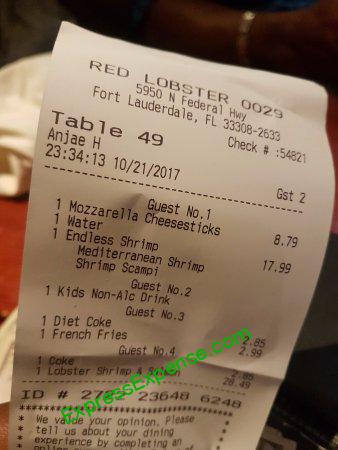 RED LOBSTER 0029
5950 N Federal Hwy
Fort Lauderdale, FL 33308-2633
Check # :54821
Table 49
Anjae H
23:34:13 10/21/2017
Gst 2
Guest No.1
1 Mozzarella Cheesesticks 8.79
1 Water
1 Endless Shrimp 17.99
Mediterranean Shrimp
Shrimp Scampi
Guest No.2
1 Kids Non-Alc Drink
Guest No.3
1 Diet Coke 2.85
1 French Fries 2.99
Guest No.4
1 Coke 2.85
1 Lobster Shrimp & 28.49
ID # 23648 6248
* We value your opinion. Please
* tell us about your dining
* experience by completing an
ExpressExpense.com